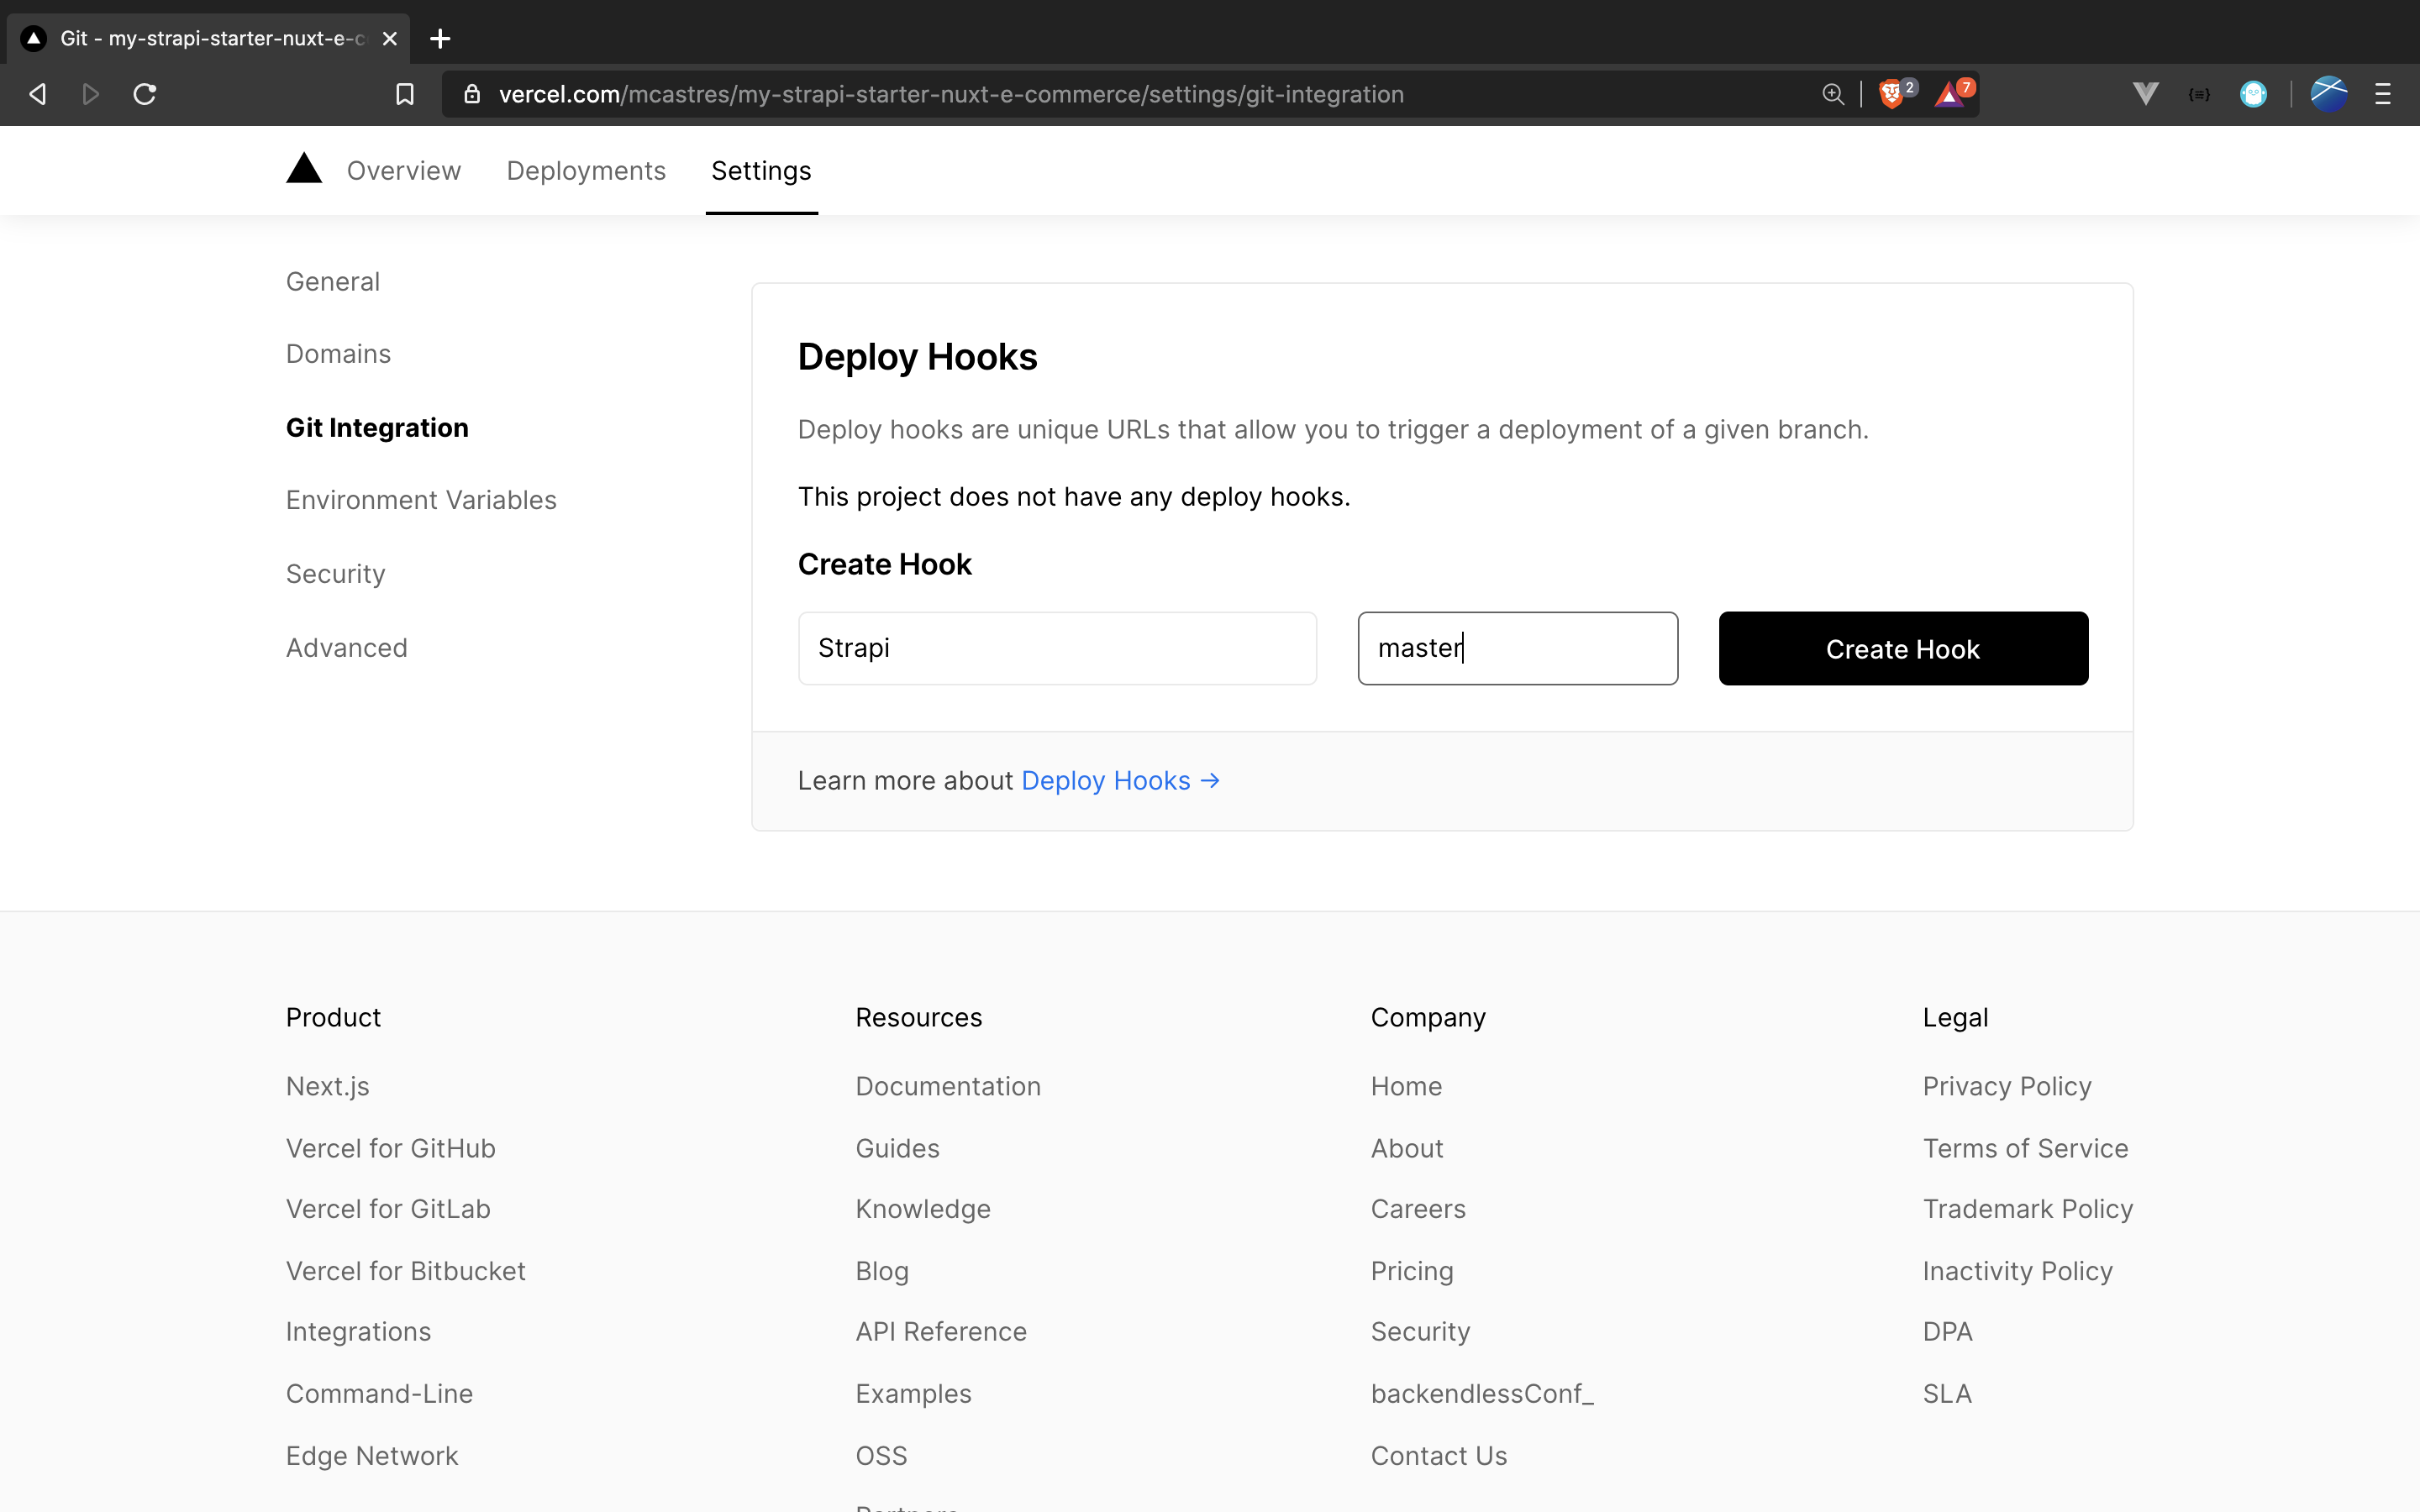 Git - my-strapi-starter-nuxt-e-c
vercel.com/mcastres/my-strapi-starter-nuxt-e-commerce/settings/git-integration
2
7
Overview
Deployments
Settings
General
Domains
Git Integration
Environment Variables
Security
Advanced
Deploy Hooks
Deploy hooks are unique URLs that allow you to trigger a deployment of a given branch.
This project does not have any deploy hooks.
Create Hook
Strapi
master
Create Hook
Learn more about Deploy Hooks →
Product
Next.js
Vercel for GitHub
Vercel for GitLab
Vercel for Bitbucket
Integrations
Command-Line
Edge Network
Resources
Documentation
Guides
Knowledge
Blog
API Reference
Examples
OSS
Company
Home
About
Careers
Pricing
Security
backendlessConf_
Contact Us
Legal
Privacy Policy
Terms of Service
Trademark Policy
Inactivity Policy
DPA
SLA